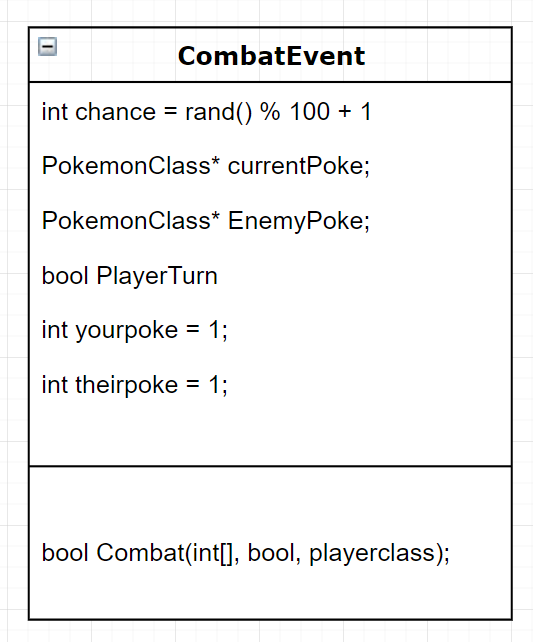 CombatEvent
int chance = rand() % 100 + 1
PokemonClass* currentPoke;
PokemonClass* EnemyPoke;
bool PlayerTurn
int yourpoke = 1;
int theirpoke = 1;
bool Combat(int[], bool, playerclass);